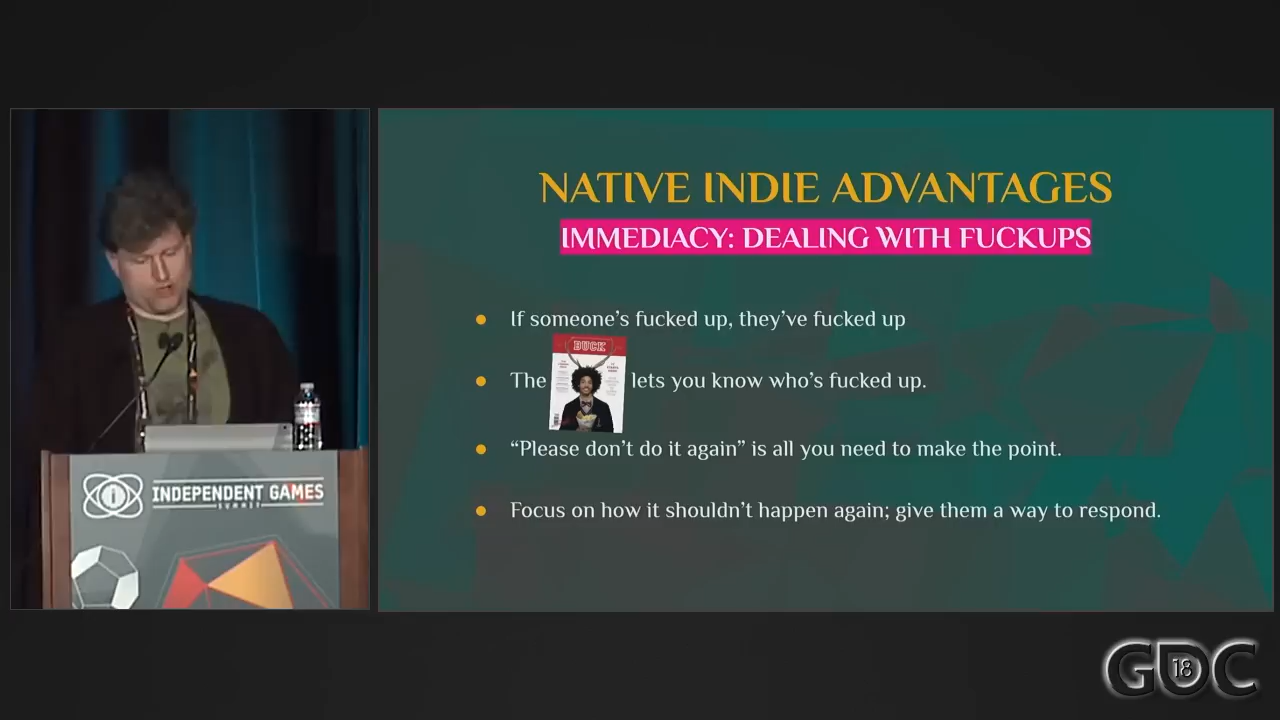 NATIVE INDIE ADVANTAGES
IMMEDIACY: DEALING WITH FUCKUPS
If someone's fucked up, they've fucked up
BUCK
The lets you know who's fucked up.
“Please don't do it again” is all you need to make the point.
Focus on how it shouldn't happen again; give them a way to respond.
INDEPENDENT GAMES
SUMMIT
GDC
18